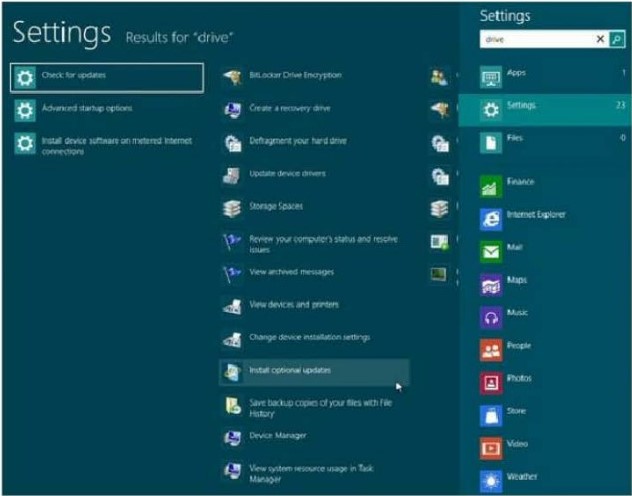 Settings Results for "drive"
Check for updates
Advanced startup options
Install device software on metered Internet
connections
BitLocker Drive Encryption
Create a recovery drive
Defragment your hard drive
Update device drivers
Storage Spaces
Review your computer's status and resolve
issues
View archived messages
View devices and printers
Change device installation settings
Install optional updates
Save backup copies of your files with File
History
Device Manager
View system resource usage in Task
Manager
Settings
drive
Apps 1
Settings 23
Files 0
Finance
Internet Explorer
Mail
Maps
Music
People
Photos
Store
Video
Weather